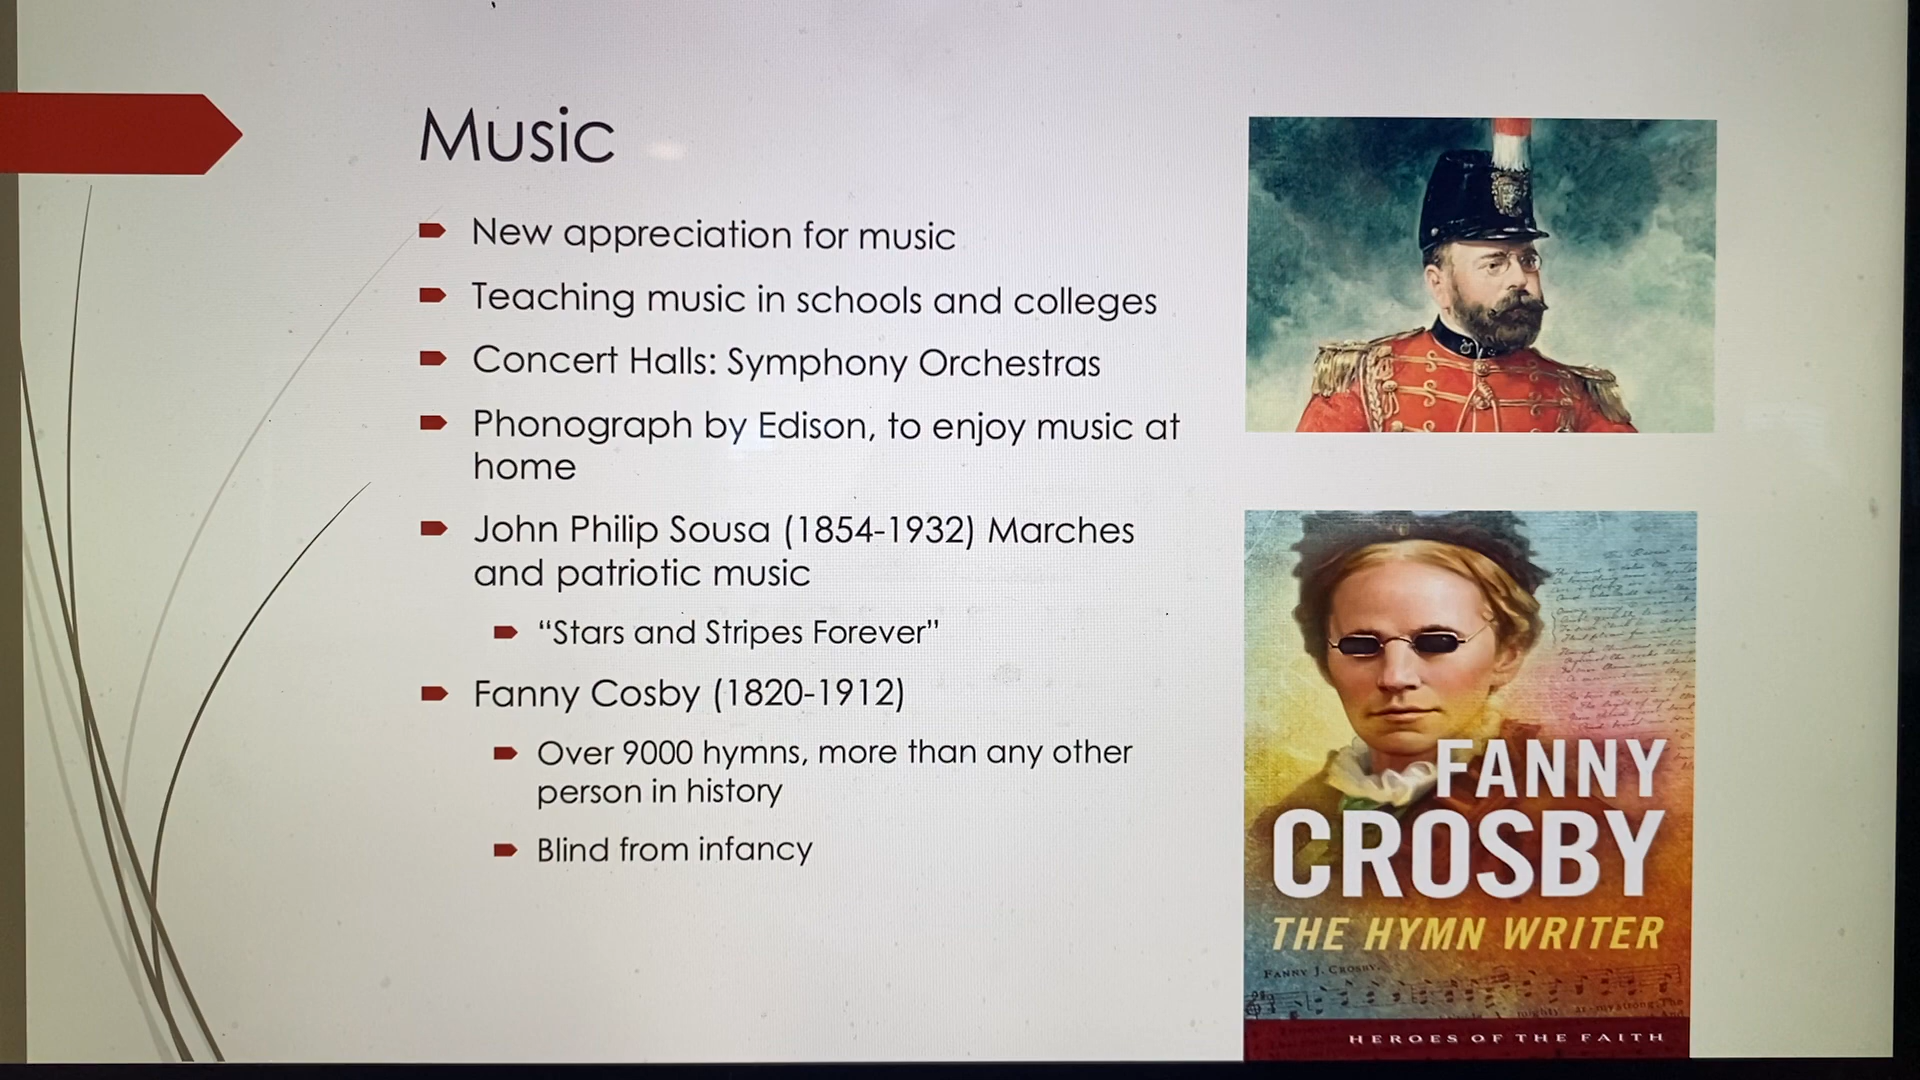 Music
New appreciation for music
Teaching music in schools and colleges
Concert Halls: Symphony Orchestras
Phonograph by Edison, to enjoy music at
home
John Philip Sousa (1854-1932) Marches
and patriotic music
“Stars and Stripes Forever”
Fanny Cosby (1820-1912)
Over 9000 hymns, more than any other
person in history
Blind from infancy
FANNY
CROSBY
THE HYMN WRITER
FANNY J. CROSBY.
HEROES OF THE FAITH